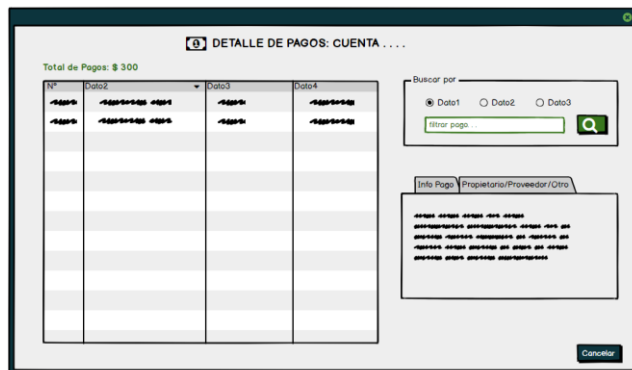 DETALLE DE PAGOS: CUENTA . . . .
Total de Pagos: $ 300
N° Dato2 Dato3 Dato4
Buscar por
Dato1 Dato2 Dato3
filtrar pago. . .
Info Pago Propietario/Proveedor/Otro
Cancelar